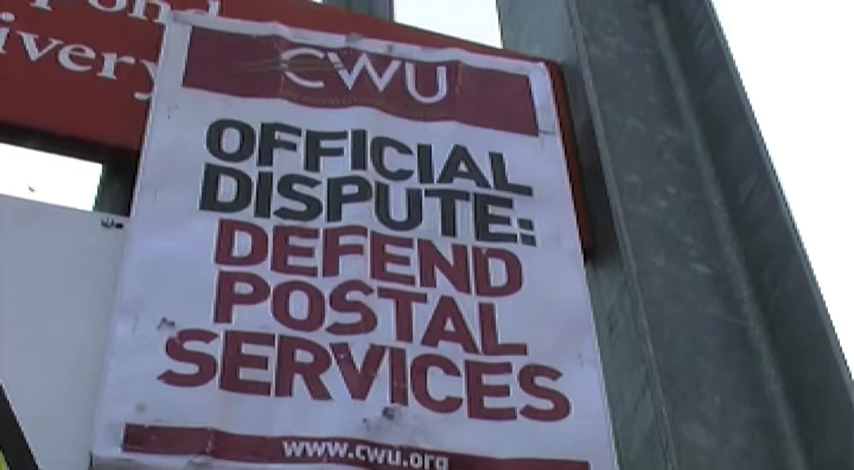 ivery
CWU
OFFICIAL
DISPUTE:
DEFEND
POSTAL
SERVICES
www.cwu.org